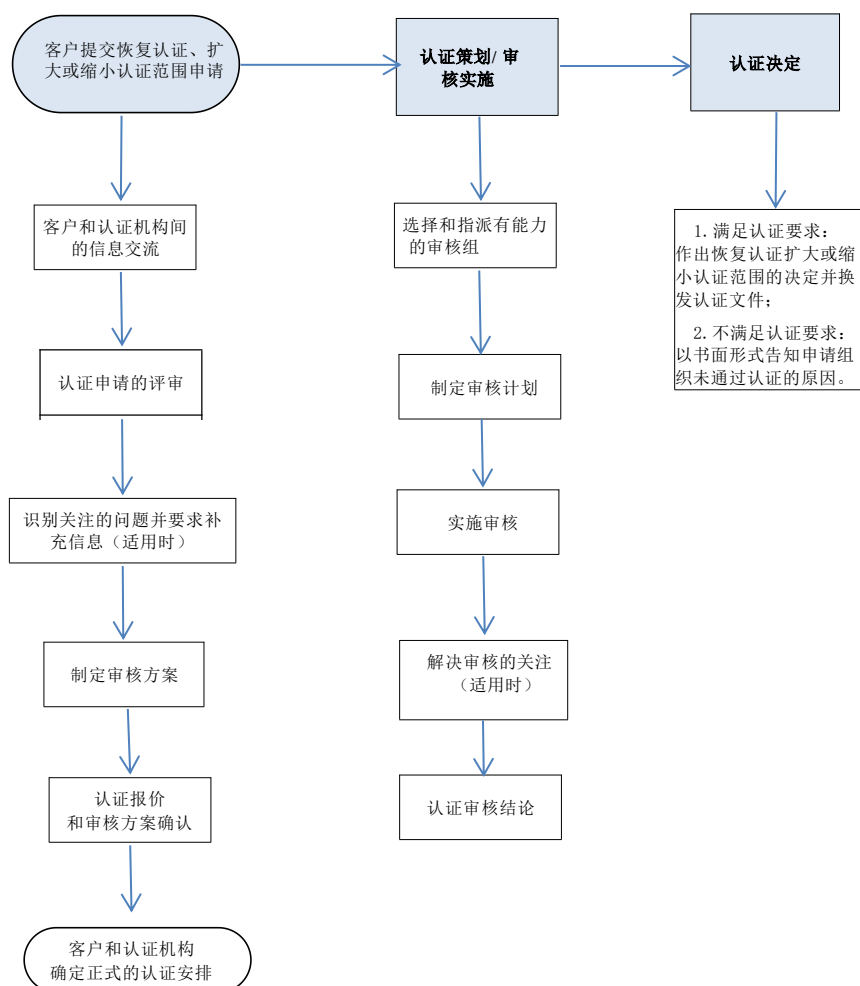 客户提交恢复认证、扩
大或缩小认证范围申请
认证策划/ 审
核实施
认证决定
客户和认证机构间
的信息交流
选择和指派有能力
的审核组
1. 满足认证要求：
作出恢复认证扩大或缩
小认证范围的决定并换
发认证文件；
2. 不满足认证要求：
以书面形式告知申请组
织未通过认证的原因。
认证申请的评审
制定审核计划
识别关注的问题并要求补
充信息（适用时）
实施审核
制定审核方案
解决审核的关注
（适用时）
认证报价
和审核方案确认
认证审核结论
客户和认证机构
确定正式的认证安排